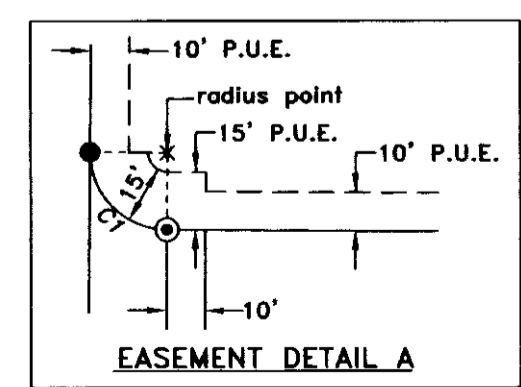 10' P.U.E.
radius point
15' P.U.E.
10' P.U.E.
15'
C1
10'
EASEMENT DETAIL A